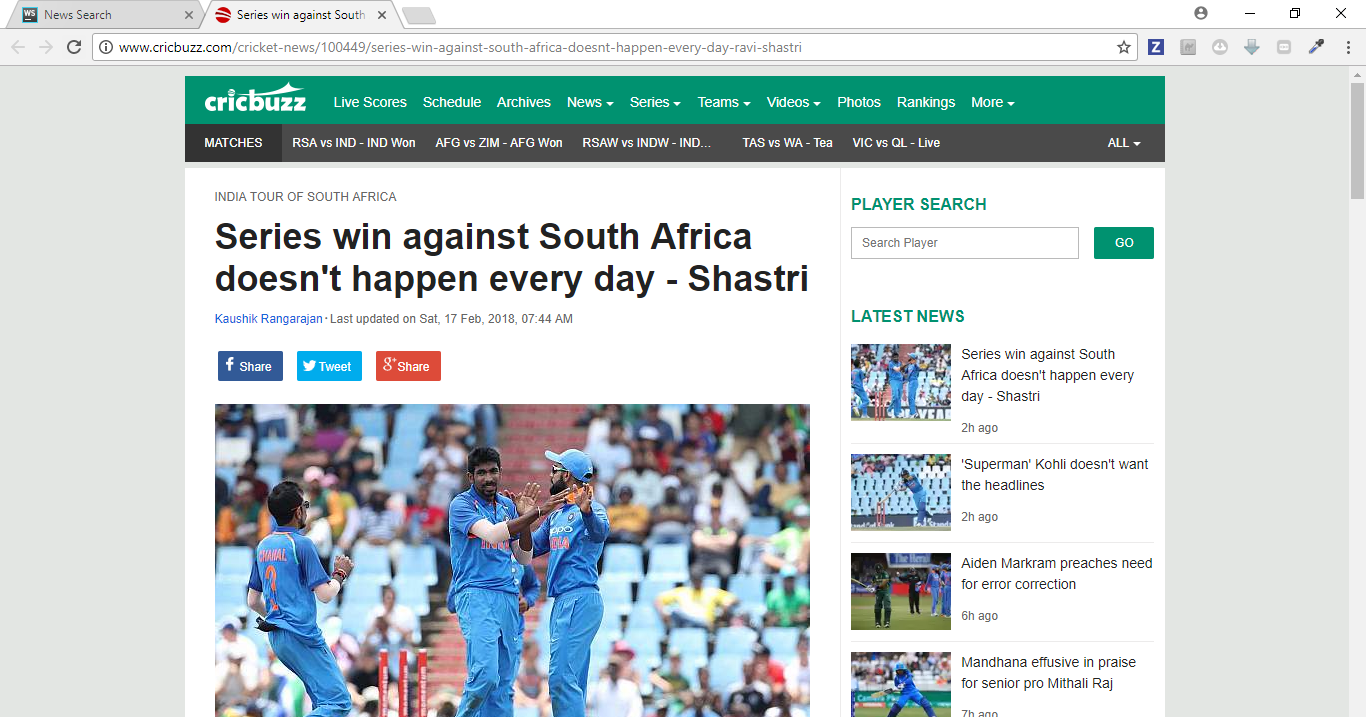 WS News Search
Series win against South
www.cricbuzz.com/cricket-news/100449/series-win-against-south-africa-doesnt-happen-every-day-ravi-shastri
Z
cricbuzz Live Scores Schedule Archives News Series Teams Videos Photos Rankings More
MATCHES RSA vs IND - IND Won AFG vs ZIM - AFG Won RSAW vs INDW - IND... TAS vs WA - Tea VIC vs QL - Live ALL
INDIA TOUR OF SOUTH AFRICA
Series win against South Africa
doesn't happen every day - Shastri
Kaushik Rangarajan · Last updated on Sat, 17 Feb, 2018, 07:44 AM
f Share Tweet g+ Share
CHAHAL
INDIA
oppo
INDIA
PLAYER SEARCH
Search Player GO
LATEST NEWS
Series win against South
Africa doesn't happen every
day - Shastri
2h ago
'Superman' Kohli doesn't want
the headlines
2h ago
Aiden Markram preaches need
for error correction
6h ago
Mandhana effusive in praise
for senior pro Mithali Raj
7h ago